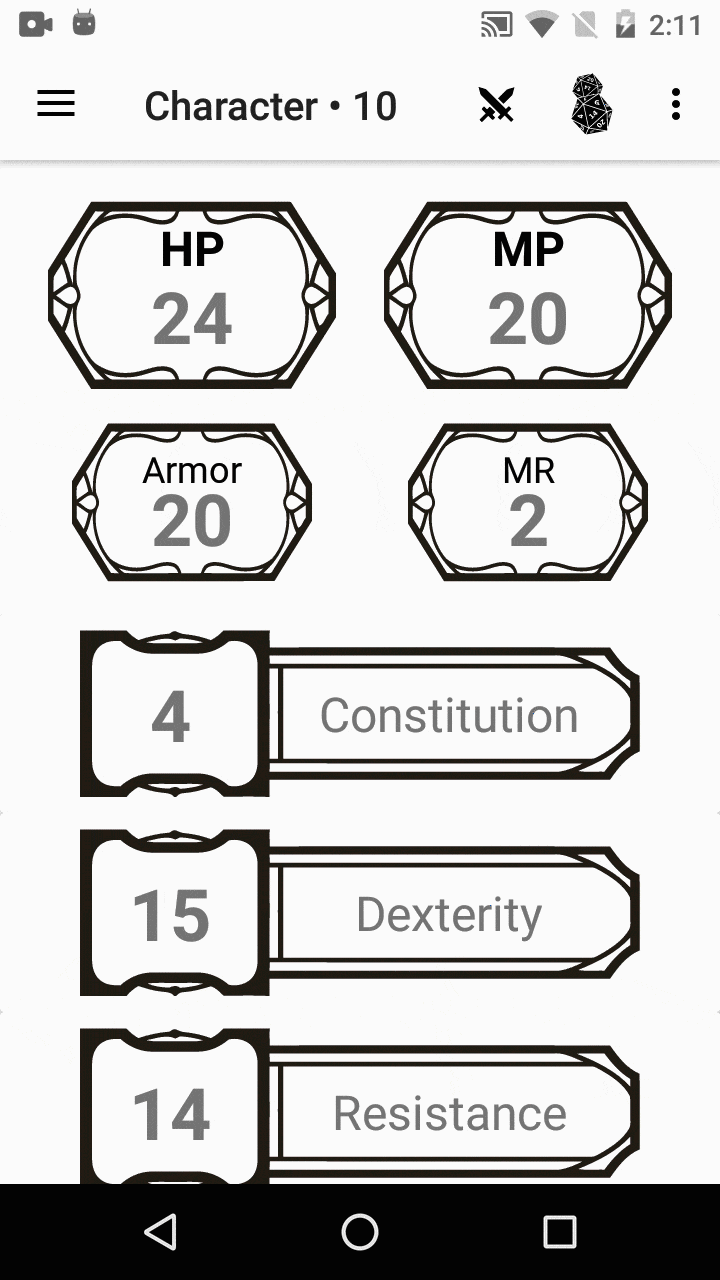 2:11
Character • 10
HP
24
MP
20
Armor
20
MR
2
4
Constitution
15
Dexterity
14
Resistance